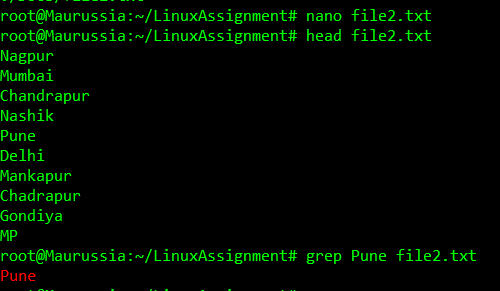 root@Maurussia:~/LinuxAssignment# nano file2.txt
root@Maurussia:~/LinuxAssignment# head file2.txt
Nagpur
Mumbai
Chandrapur
Nashik
Pune
Delhi
Mankapur
Chadrapur
Gondiya
MP
root@Maurussia:~/LinuxAssignment# grep Pune file2.txt
Pune